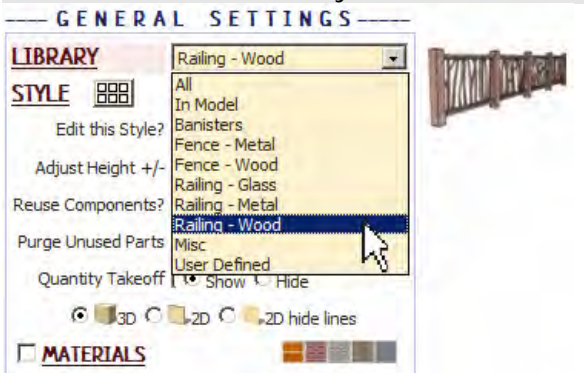 GENERAL SETTINGS
LIBRARY Railing - Wood
All
STYLE
In Model
Edit this Style? Banisters
Fence - Metal
Adjust Height +/- Fence - Wood
Railing - Glass
Reuse Components? Railing - Metal
Railing - Wood
Purge Unused Parts Misc
User Defined
Quantity Takeoff Show Hide
3D 2D 2D hide lines
MATERIALS